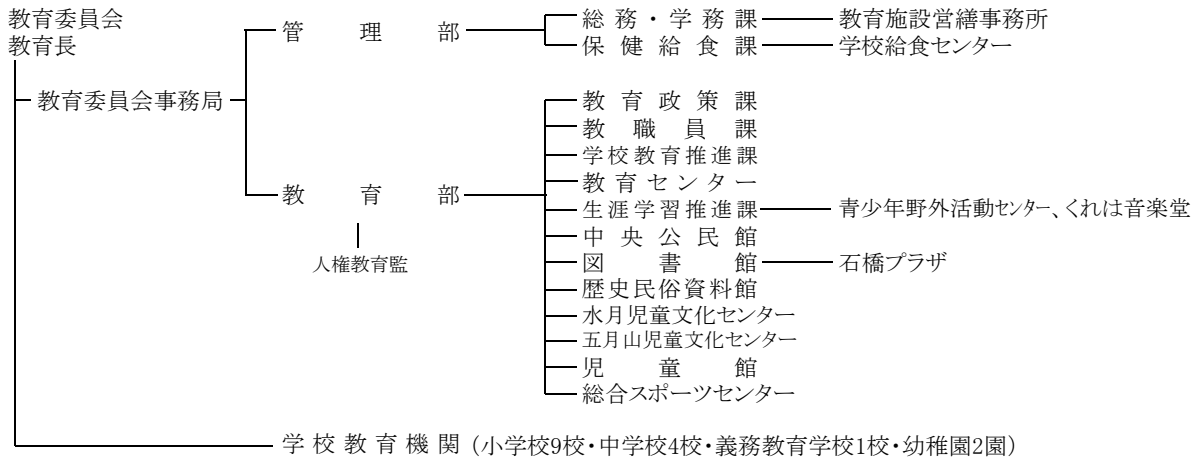 教育委員会
教育長
管理部
総務・学務課
教育施設営繕事務所
保健給食課
学校給食センター
教育委員会事務局
教育政策課
教職員課
学校教育推進課
教育センター
教育部
生涯学習推進課
青少年野外活動センター、くれは音楽堂
中央公民館
人権教育監
図書館
石橋プラザ
歴史民俗資料館
水月児童文化センター
五月山児童文化センター
児童館
総合スポーツセンター
学校教育機関（小学校9校・中学校4校・義務教育学校1校・幼稚園2園）